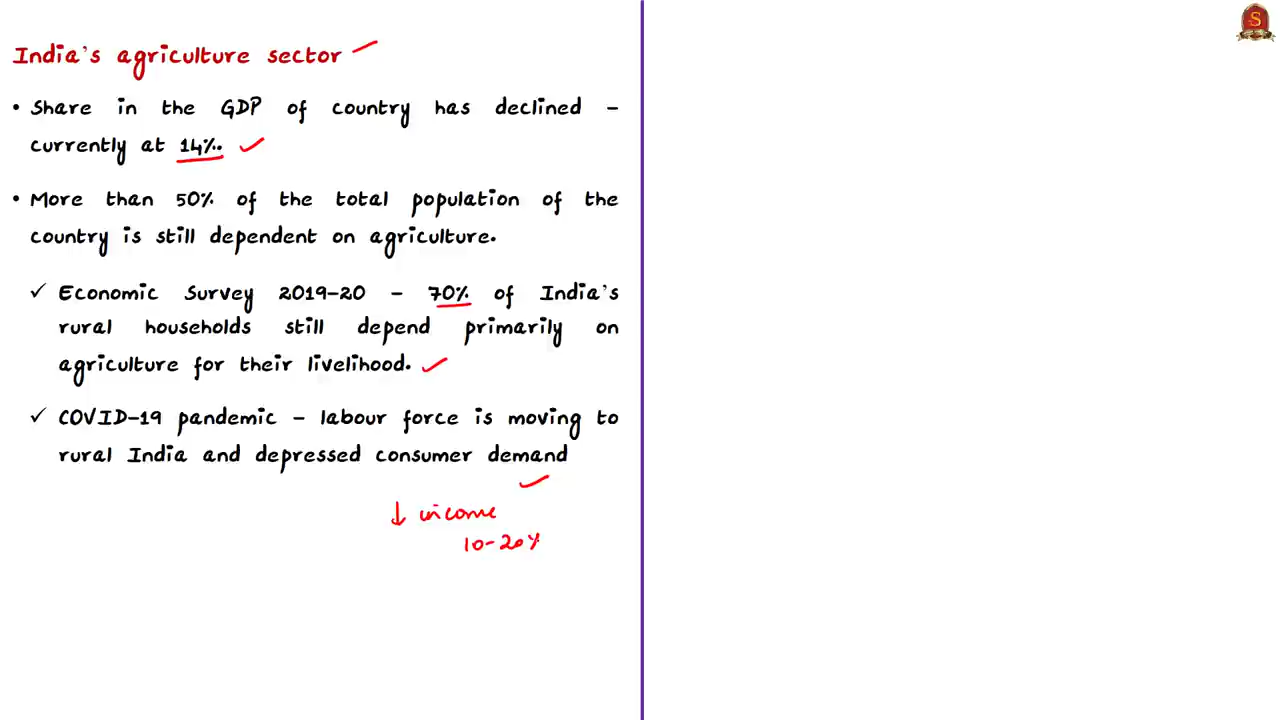 India's agriculture sector
• Share in the GDP of country has declined –
currently at 14%.
• More than 50% of the total population of the
country is still dependent on agriculture.
✓ Economic Survey 2019-20 – 70% of India's
rural households still depend primarily on
agriculture for their livelihood.
✓ COVID-19 pandemic – labour force is moving to
rural India and depressed consumer demand
↓ income
10-20%
S